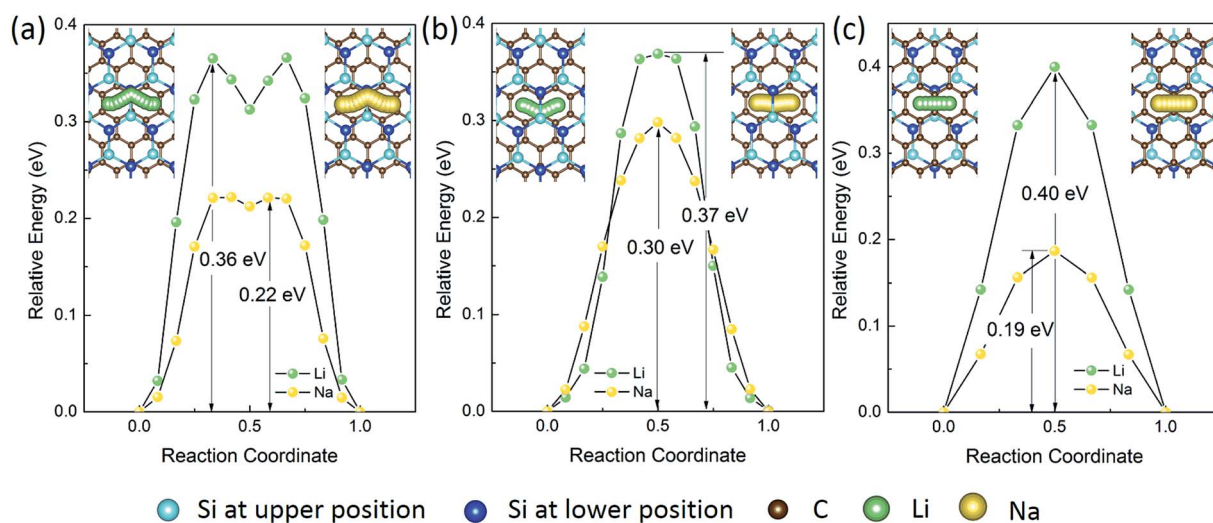 (a)
0.4
0.3
0.2
0.1
0.0
Relative Energy (eV)
0.36 eV
0.22 eV
Li
Na
0.0
0.5
1.0
Reaction Coordinate
(b)
0.4
0.3
0.2
0.1
0.0
Relative Energy (eV)
0.37 eV
0.30 eV
Li
Na
0.0
0.5
1.0
Reaction Coordinate
(c)
0.4
0.3
0.2
0.1
0.0
Relative Energy (eV)
0.40 eV
0.19 eV
Li
Na
0.0
0.5
1.0
Reaction Coordinate
Si at upper position Si at lower position C Li Na